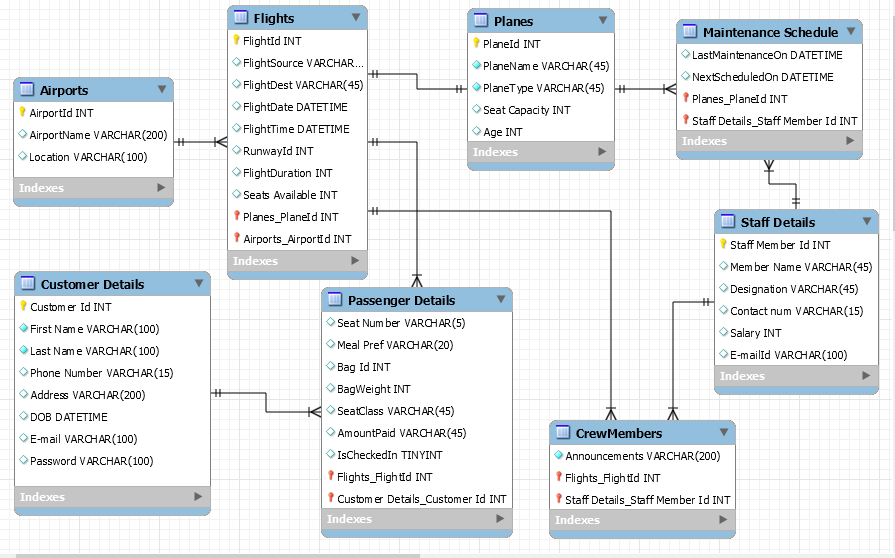 Flights
FlightId INT
FlightSource VARCHAR...
FlightDest VARCHAR(45)
FlightDate DATETIME
FlightTime DATETIME
RunwayId INT
FlightDuration INT
Seats Available INT
Planes_PlaneId INT
Airports_AirportId INT
Indexes
Planes
PlaneId INT
PlaneName VARCHAR(45)
PlaneType VARCHAR(45)
Seat Capacity INT
Age INT
Indexes
Maintenance Schedule
LastMaintenanceOn DATETIME
NextScheduledOn DATETIME
Planes_PlaneId INT
Staff Details_Staff Member Id INT
Indexes
Airports
AirportId INT
AirportName VARCHAR(200)
Location VARCHAR(100)
Indexes
Staff Details
Staff Member Id INT
Member Name VARCHAR(45)
Designation VARCHAR(45)
Contact num VARCHAR(15)
Salary INT
E-mailId VARCHAR(100)
Indexes
Customer Details
Customer Id INT
First Name VARCHAR(100)
Last Name VARCHAR(100)
Phone Number VARCHAR(15)
Address VARCHAR(200)
DOB DATETIME
E-mail VARCHAR(100)
Password VARCHAR(100)
Indexes
Passenger Details
Seat Number VARCHAR(5)
Meal Pref VARCHAR(20)
Bag Id INT
BagWeight INT
SeatClass VARCHAR(45)
AmountPaid VARCHAR(45)
IsCheckedIn TINYINT
Flights_FlightId INT
Customer Details_Customer Id INT
Indexes
CrewMembers
Announcements VARCHAR(200)
Flights_FlightId INT
Staff Details_Staff Member Id INT
Indexes